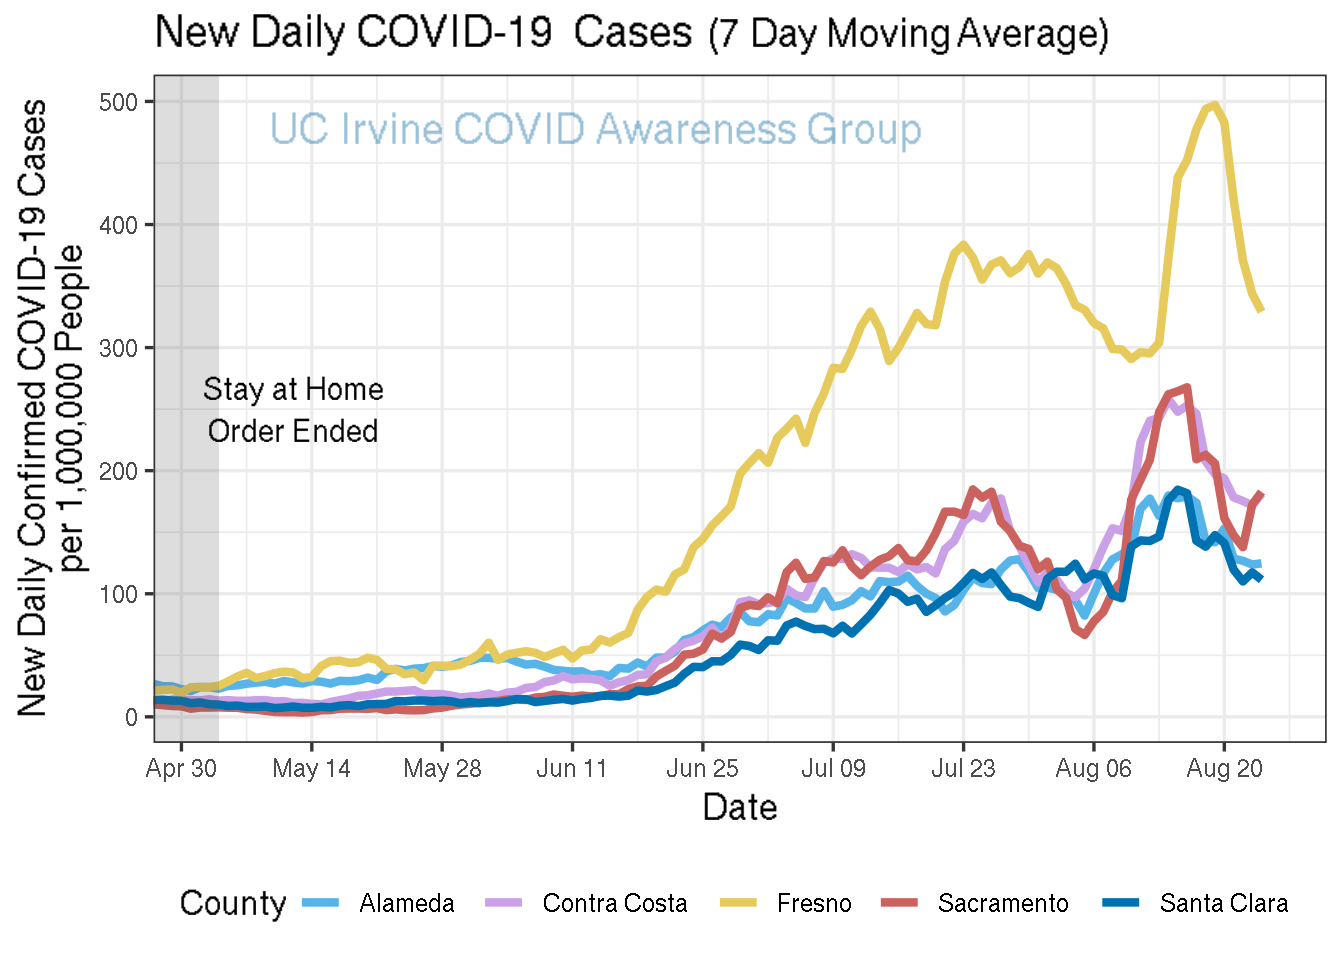 New Daily COVID-19 Cases (7 Day Moving Average)
UC Irvine COVID Awareness Group
Stay at Home
Order Ended
New Daily Confirmed COVID-19 Cases
per 1,000,000 People
500
400
300
200
100
0
Apr 30 May 14 May 28 Jun 11 Jun 25 Jul 09 Jul 23 Aug 06 Aug 20
Date
County Alameda Contra Costa Fresno Sacramento Santa Clara